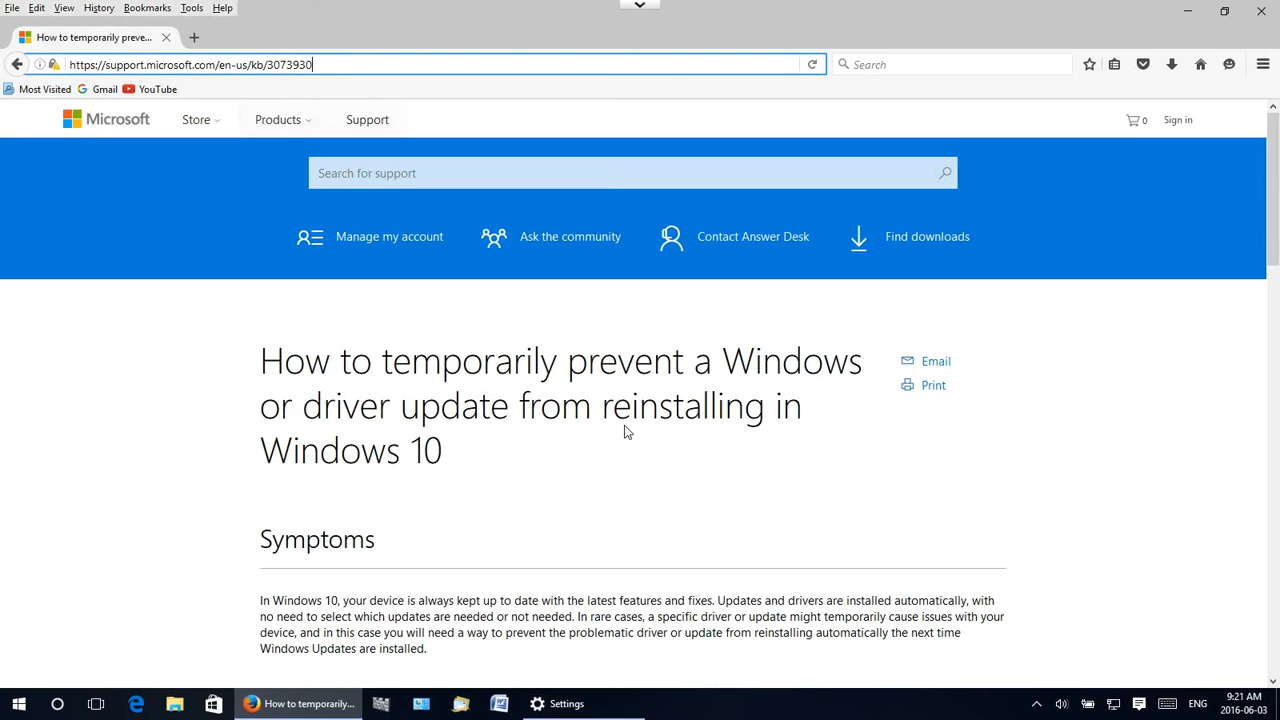 File Edit View History Bookmarks Tools Help
How to temporarily preve...
https://support.microsoft.com/en-us/kb/3073930
Search
Most Visited Gmail YouTube
Microsoft Store Products Support 0 Sign in
Search for support
Manage my account Ask the community Contact Answer Desk Find downloads
How to temporarily prevent a Windows
or driver update from reinstalling in
Windows 10
Email
Print
Symptoms
In Windows 10, your device is always kept up to date with the latest features and fixes. Updates and drivers are installed automatically, with
no need to select which updates are needed or not needed. In rare cases, a specific driver or update might temporarily cause issues with your
device, and in this case you will need a way to prevent the problematic driver or update from reinstalling automatically the next time
Windows Updates are installed.
How to temporarily... Settings ENG 9:21 AM
2016-06-03